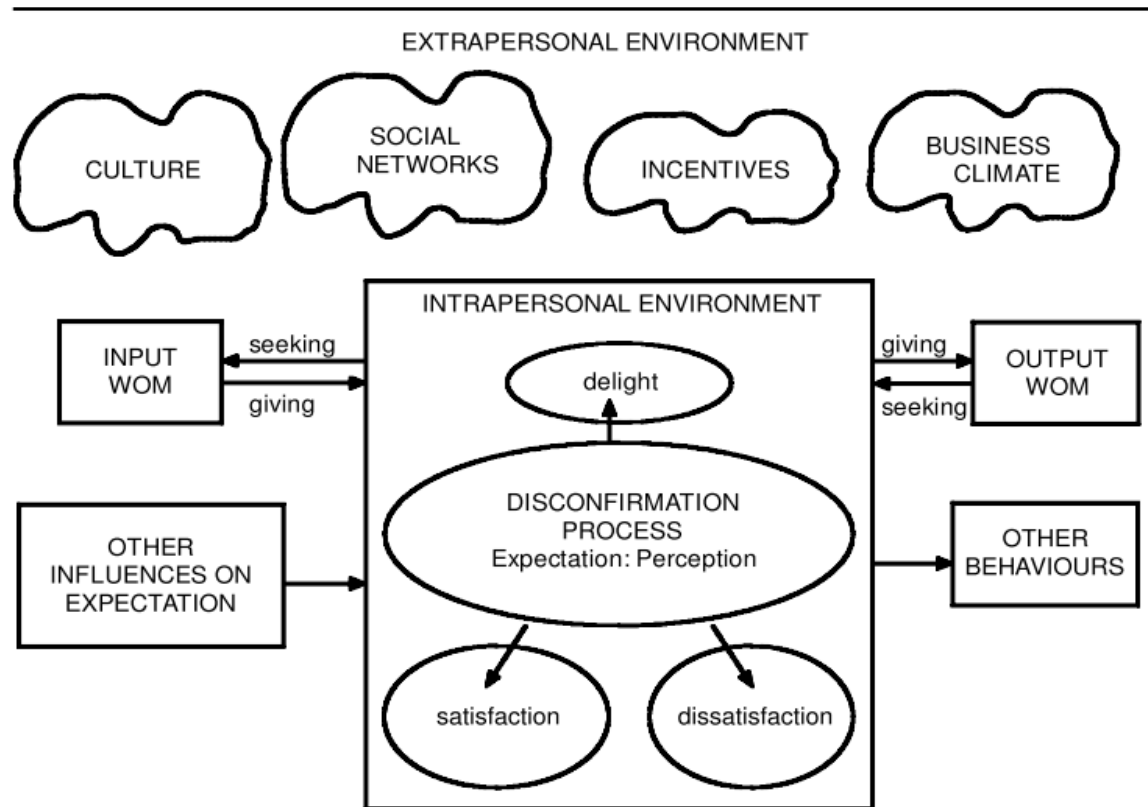 EXTRAPERSONAL ENVIRONMENT
CULTURE
SOCIAL
NETWORKS
INCENTIVES
BUSINESS
CLIMATE
INTRAPERSONAL ENVIRONMENT
INPUT
WOM
seeking
giving
delight
giving
seeking
OUTPUT
WOM
OTHER
INFLUENCES ON
EXPECTATION
DISCONFIRMATION
PROCESS
Expectation: Perception
OTHER
BEHAVIOURS
satisfaction
dissatisfaction